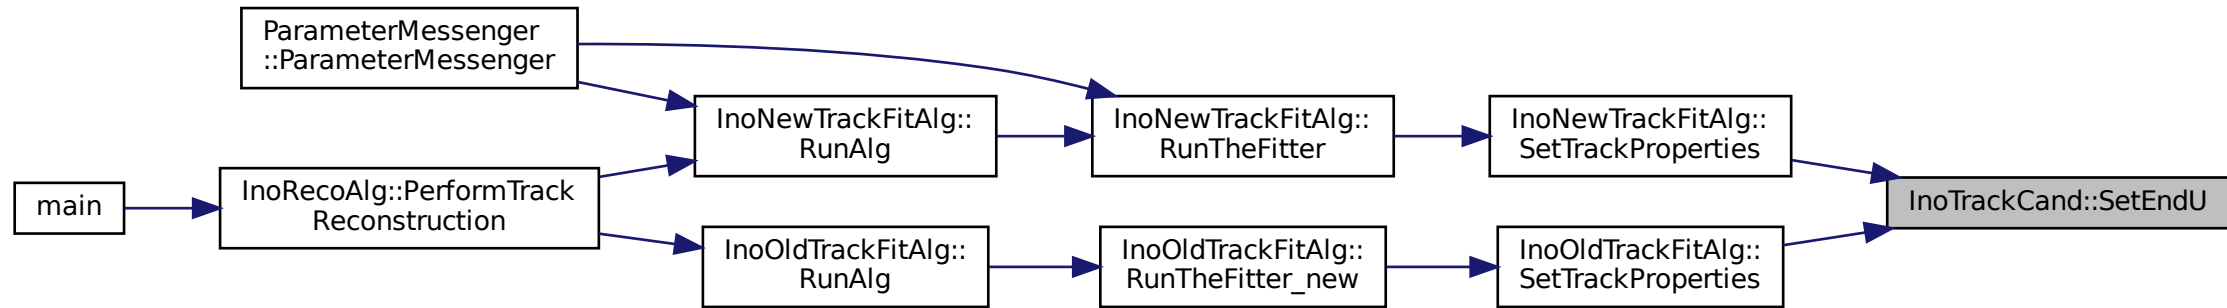 ParameterMessenger
::ParameterMessenger
InoNewTrackFitAlg::
RunAlg
InoNewTrackFitAlg::
RunTheFitter
InoNewTrackFitAlg::
SetTrackProperties
main
InoRecoAlg::PerformTrack
Reconstruction
InoTrackCand::SetEndU
InoOldTrackFitAlg::
RunAlg
InoOldTrackFitAlg::
RunTheFitter_new
InoOldTrackFitAlg::
SetTrackProperties